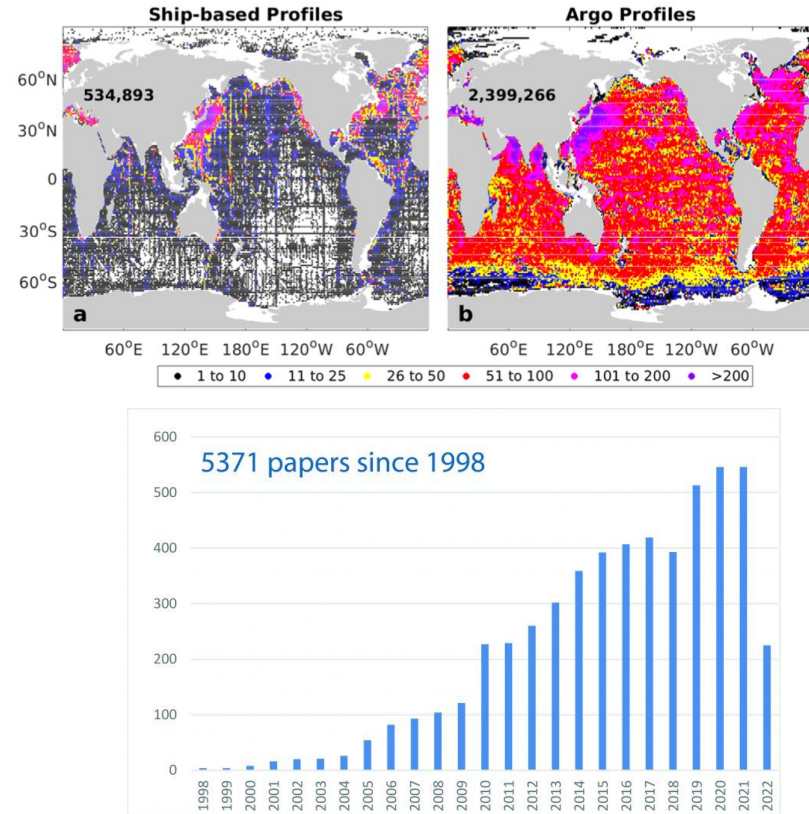 Ship-based Profiles
Argo Profiles
534,893
2,399,266
60°N
30°N
0
30°S
60°S
a
b
60°E 120°E 180°E 120°W 60°W
60°E 120°E 180°E 120°W 60°W
1 to 10 11 to 25 26 to 50 51 to 100 101 to 200 >200
5371 papers since 1998
600
500
400
300
200
100
0
1998 1999 2000 2001 2002 2003 2004 2005 2006 2007 2008 2009 2010 2011 2012 2013 2014 2015 2016 2017 2018 2019 2020 2021 2022